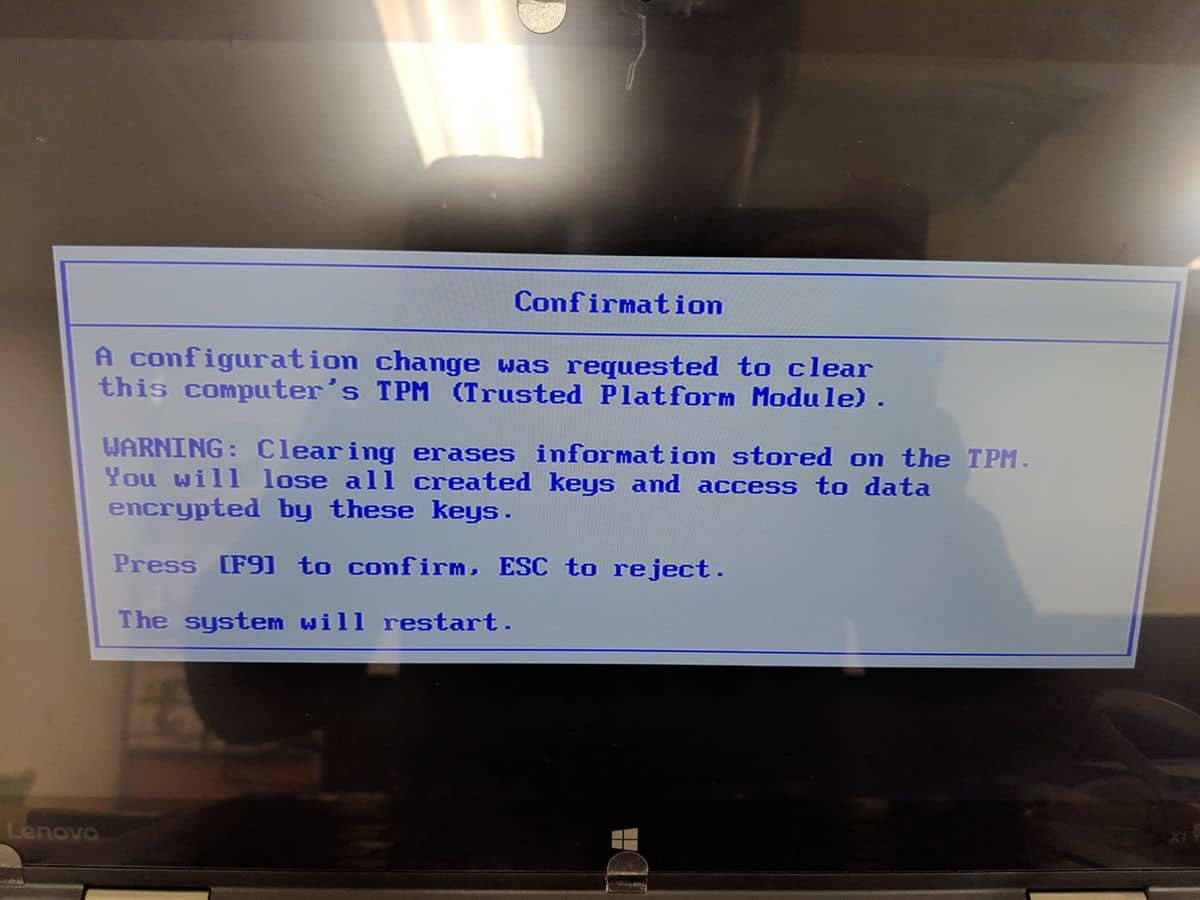 Confirmation
A configuration change was requested to clear
this computer's TPM (Trusted Platform Module).
WARNING: Clearing erases information stored on the TPM.
You will lose all created keys and access to data
encrypted by these keys.
Press [F9] to confirm, ESC to reject.
The system will restart.
Lenovo
X1